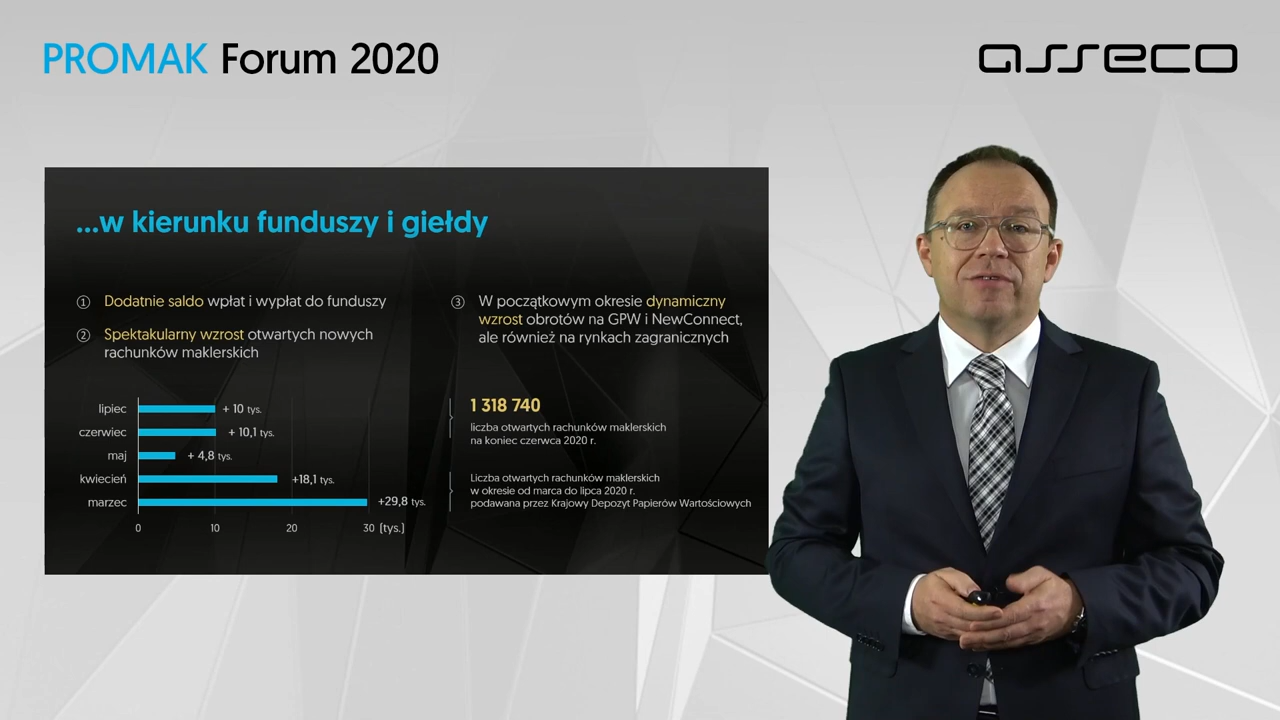 PROMAK Forum 2020
asseco
...w kierunku funduszy i giełdy
① Dodatnie saldo wpłat i wypłat do funduszy
② Spektakularny wzrost otwartych nowych
rachunków maklerskich
③ W początkowym okresie dynamiczny
wzrost obrotów na GPW i NewConnect,
ale również na rynkach zagranicznych
lipiec + 10 tys.
czerwiec + 10,1 tys.
maj + 4,8 tys.
kwiecień +18,1 tys.
marzec +29,8 tys.
0 10 20 30 [tys.]
1 318 740
liczba otwartych rachunków maklerskich
na koniec czerwca 2020 r.
Liczba otwartych rachunków maklerskich
w okresie od marca do lipca 2020 r.
podawana przez Krajowy Depozyt Papierów Wartościowych